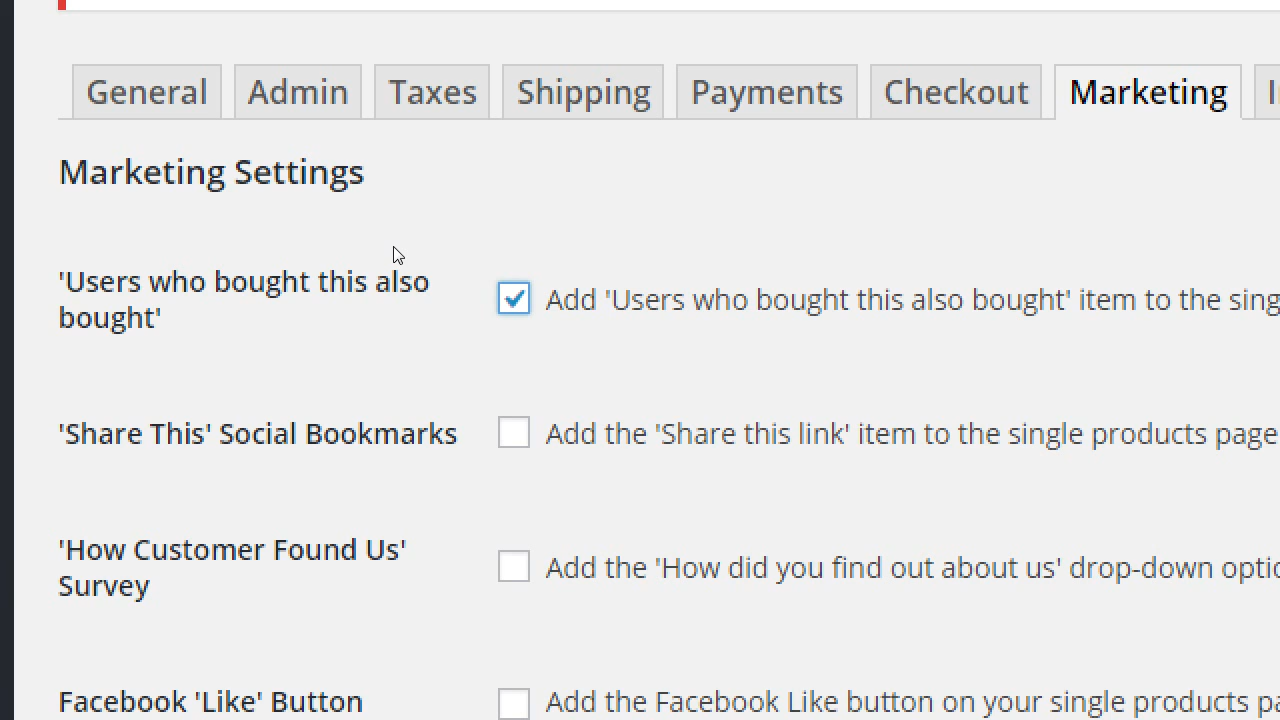 General Admin Taxes Shipping Payments Checkout Marketing
Marketing Settings
'Users who bought this also
bought'
Add 'Users who bought this also bought' item to the
'Share This' Social Bookmarks
Add the 'Share this link' item to the single products page
'How Customer Found Us'
Survey
Add the 'How did you find out about us' drop-down
Facebook 'Like' Button
Add the Facebook Like button on your single products